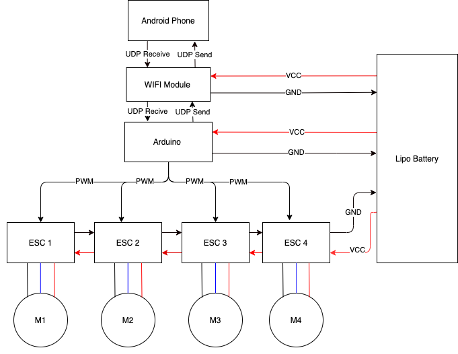 Android Phone
UDP Receive
UDP Send
WIFI Module
VCC
GND
UDP Recive
UDP Send
Arduino
VCC
GND
Lipo Battery
PWM
PWM
PWM
PWM
GND
ESC 1
ESC 2
ESC 3
ESC 4
VCC
M1
M2
M3
M4